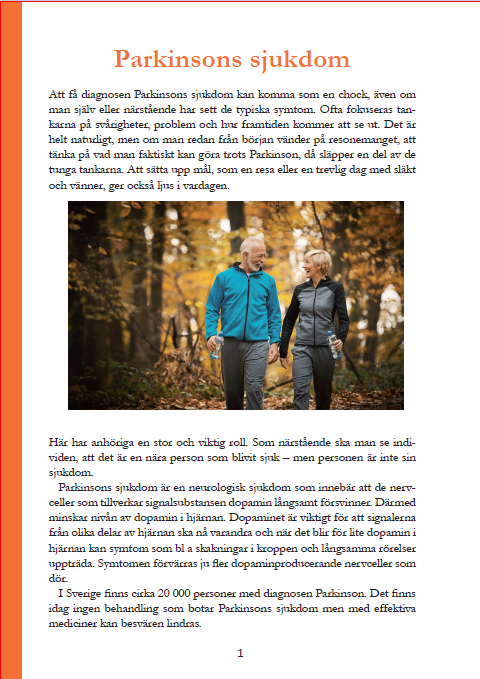 Parkinsons sjukdom
Att få diagnosen Parkinsons sjukdom kan komma som en chock, även om
man själv eller närstående har sett de typiska symtom. Ofta fokuseras tan-
karna på svårigheter, problem och hur framtiden kommer att se ut. Det är
helt naturligt, men om man redan från början vänder på resonemanget, att
tänka på vad man faktiskt kan göra trots Parkinson, då släpper en del av de
tunga tankarna. Att sätta upp mål, som en resa eller en trevlig dag med släkt
och vänner, ger också ljus i vardagen.
Här har anhöriga en stor och viktig roll. Som närstående ska man se indi-
viden, att det är en nära person som blivit sjuk – men personen är inte sin
sjukdom.
Parkinsons sjukdom är en neurologisk sjukdom som innebär att de nerv-
celler som tillverkar signalsubstansen dopamin långsamt försvinner. Därmed
minskar nivån av dopamin i hjärnan. Dopaminet är viktigt för att signalerna
från olika delar av hjärnan ska nå varandra och när det blir för lite dopamin i
hjärnan kan symtom som bl a skakningar i kroppen och långsamma rörelser
uppträda. Symtomen förvärras ju fler dopaminproducerande nervceller som
dör.
I Sverige finns cirka 20 000 personer med diagnosen Parkinson. Det finns
idag ingen behandling som botar Parkinsons sjukdom men med effektiva
mediciner kan besvären lindras.
1